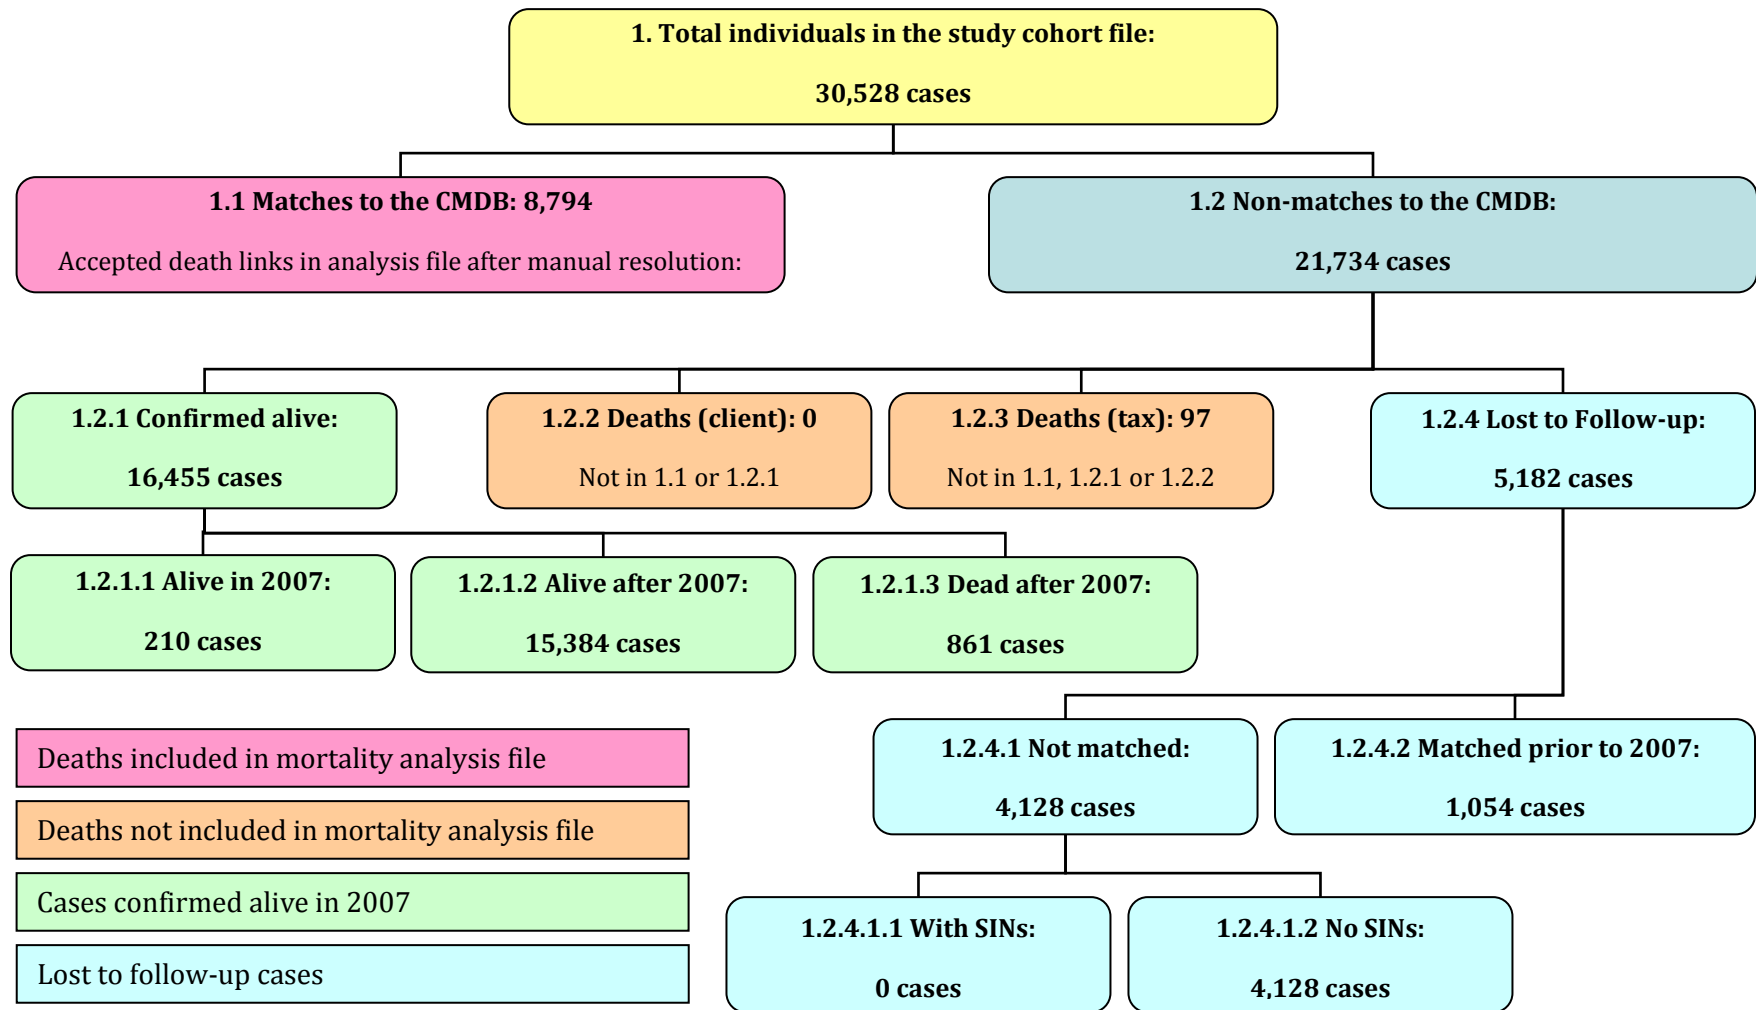 1. Total individuals in the study cohort file:
30,528 cases
1.1 Matches to the CMDB: 8,794
Accepted death links in analysis file after manual resolution:
1.2 Non-matches to the CMDB:
21,734 cases
1.2.1 Confirmed alive:
16,455 cases
1.2.2 Deaths (client): 0
Not in 1.1 or 1.2.1
1.2.3 Deaths (tax): 97
Not in 1.1, 1.2.1 or 1.2.2
1.2.4 Lost to Follow-up:
5,182 cases
1.2.1.1 Alive in 2007:
210 cases
1.2.1.2 Alive after 2007:
15,384 cases
1.2.1.3 Dead after 2007:
861 cases
1.2.4.1 Not matched:
4,128 cases
1.2.4.2 Matched prior to 2007:
1,054 cases
1.2.4.1.1 With SINs:
0 cases
1.2.4.1.2 No SINs:
4,128 cases
Deaths included in mortality analysis file
Deaths not included in mortality analysis file
Cases confirmed alive in 2007
Lost to follow-up cases